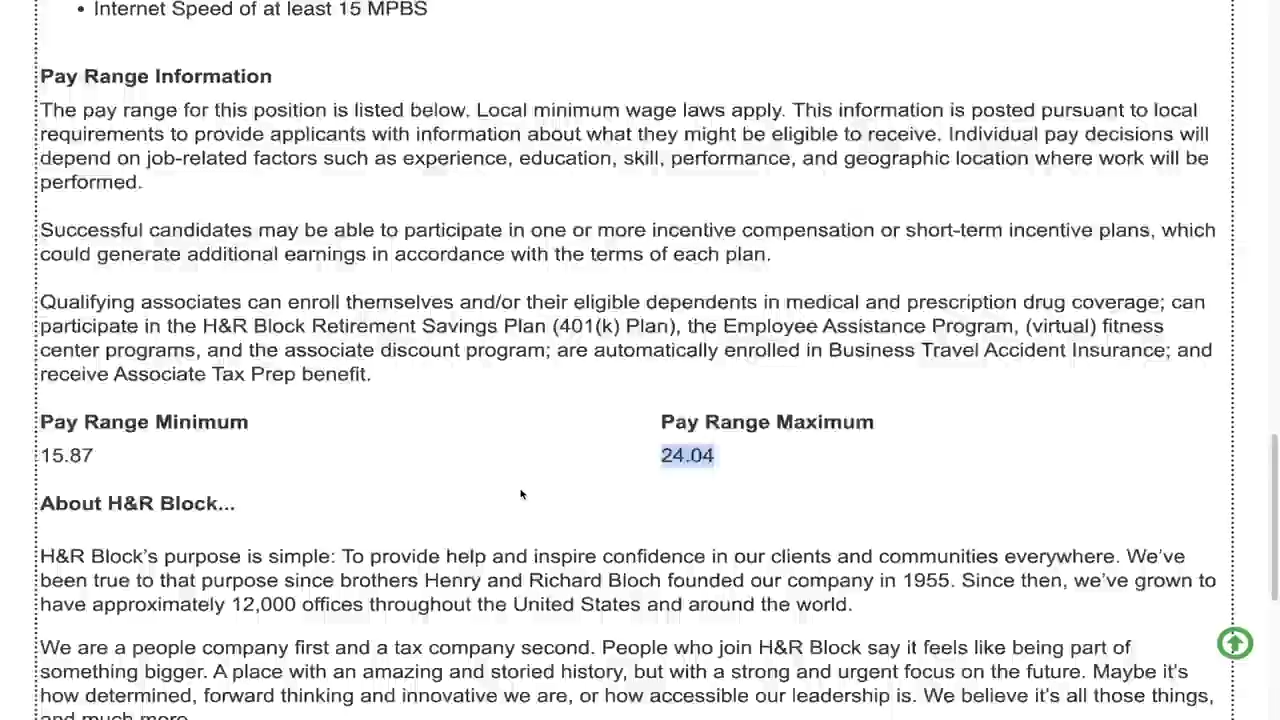 • Internet Speed of at least 15 MPBS
Pay Range Information
The pay range for this position is listed below. Local minimum wage laws apply. This information is posted pursuant to local
requirements to provide applicants with information about what they might be eligible to receive. Individual pay decisions will
depend on job-related factors such as experience, education, skill, performance, and geographic location where work will be
performed.
Successful candidates may be able to participate in one or more incentive compensation or short-term incentive plans, which
could generate additional earnings in accordance with the terms of each plan.
Qualifying associates can enroll themselves and/or their eligible dependents in medical and prescription drug coverage; can
participate in the H&R Block Retirement Savings Plan (401(k) Plan), the Employee Assistance Program, (virtual) fitness
center programs, and the associate discount program; are automatically enrolled in Business Travel Accident Insurance; and
receive Associate Tax Prep benefit.
Pay Range Minimum Pay Range Maximum
15.87 24.04
About H&R Block...
H&R Block’s purpose is simple: To provide help and inspire confidence in our clients and communities everywhere. We’ve
been true to that purpose since brothers Henry and Richard Bloch founded our company in 1955. Since then, we’ve grown to
have approximately 12,000 offices throughout the United States and around the world.
We are a people company first and a tax company second. People who join H&R Block say it feels like being part of
something bigger. A place with an amazing and storied history, but with a strong and urgent focus on the future. Maybe it's
how determined, forward thinking and innovative we are, or how accessible our leadership is. We believe it's all those things,
and much more.